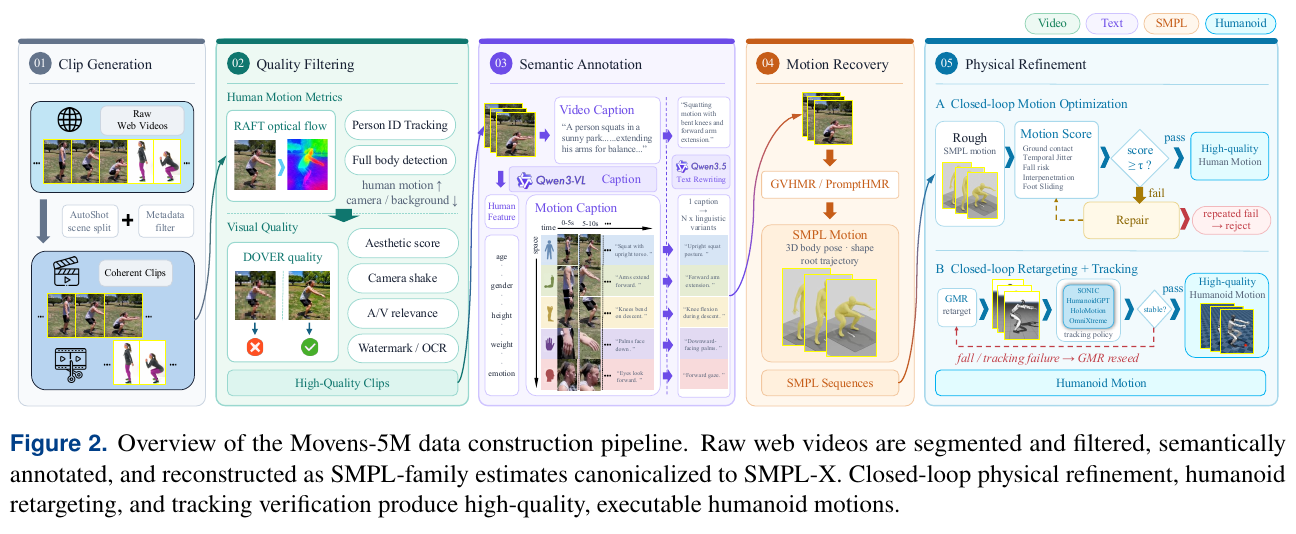 Video
Text
SMPL
Humanoid
01
Clip Generation
Raw
Web Videos
...
...
AutoShot
scene split
+
Metadata
filter
Coherent Clips
...
...
...
...
02
Quality Filtering
Human Motion Metrics
RAFT optical flow
Person ID Tracking
Full body detection
human motion ↑
camera / background ↓
Visual Quality
DOVER quality
Aesthetic score
Camera shake
A/V relevance
Watermark / OCR
High-Quality Clips
03
Semantic Annotation
Video Caption
“A person squats in a
sunny park……extending
his arms for balance...”
“Squatting
motion with
bent knees and
forward arm
extension.”
Qwen3-VL Caption
Qwen3.5
Text Rewriting
Human
Feature
age
·
gender
·
height
·
weight
·
emotion
Motion Caption
time
0-5s
5-10s
...
space
“Squat with
upright torso. ”
“Arms extend
forward. ”
“Knees bend
on descent. ”
“Palms face
down. ”
“Eyes look
forward. ”
1 caption
→
N x linguistic
variants
“Upright squat
posture. ”
“Forward arm
extension. ”
“Knee flexion
during descent. ”
“Downward-
facing palms. ”
“Forward gaze. ”
04
Motion Recovery
GVHMR / PromptHMR
SMPL Motion
3D body pose · shape
root trajectory
SMPL Sequences
05
Physical Refinement
A Closed-loop Motion Optimization
Rough
SMPL motion
Motion Score
Ground contact
Temporal Jitter
Fall risk
Interpenetration
Foot Sliding
score
≥ τ ?
pass
High-quality
Human Motion
fail
Repair
repeated fail
→ reject
B Closed-loop Retargeting + Tracking
GMR
retarget
SONIC
HumanoidGPT
HoloMotion
OmniXtreme
tracking policy
stable?
pass
High-quality
Humanoid Motion
fall / tracking failure → GMR reseed
Humanoid Motion
Figure 2. Overview of the Movens-5M data construction pipeline. Raw web videos are segmented and filtered, semantically
annotated, and reconstructed as SMPL-family estimates canonicalized to SMPL-X. Closed-loop physical refinement, humanoid
retargeting, and tracking verification produce high-quality, executable humanoid motions.